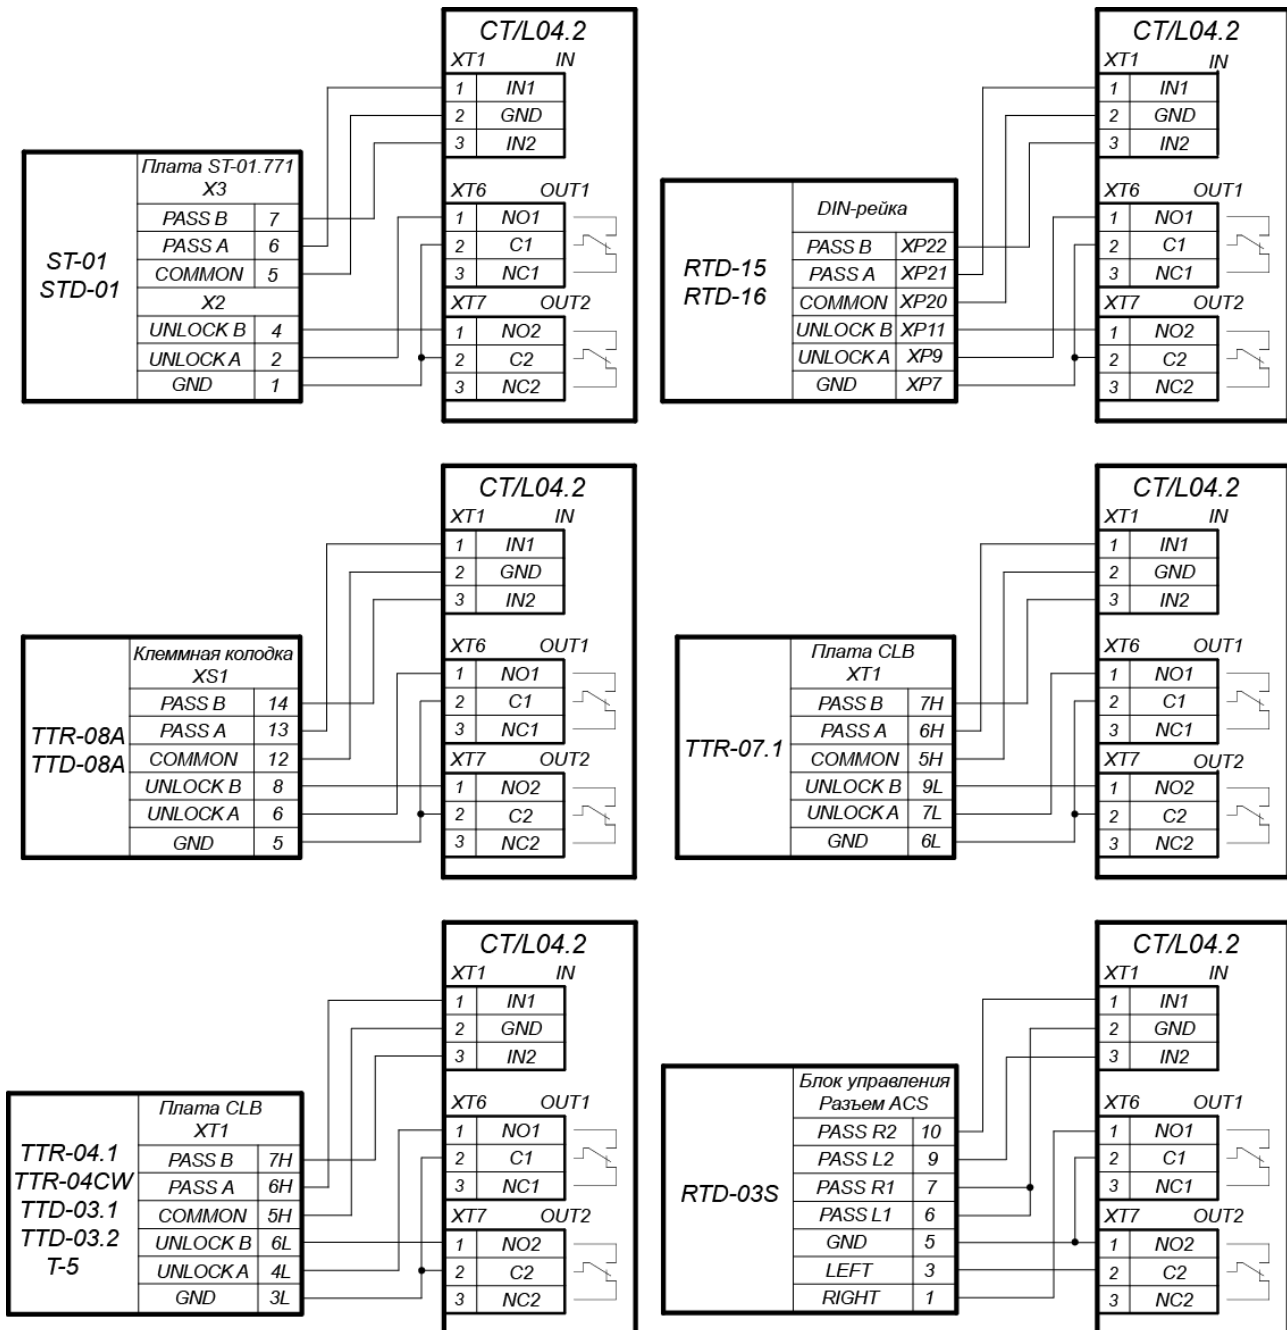 CT/L04.2
XT1 IN
1 IN1
2 GND
3 IN2
XT6 OUT1
1 NO1
2 C1
3 NC1
XT7 OUT2
1 NO2
2 C2
3 NC2
ST-01
STD-01
Плата ST-01.771
X3
PASS B 7
PASS A 6
COMMON 5
X2
UNLOCK B 4
UNLOCK A 2
GND 1
CT/L04.2
XT1 IN
1 IN1
2 GND
3 IN2
XT6 OUT1
1 NO1
2 C1
3 NC1
XT7 OUT2
1 NO2
2 C2
3 NC2
RTD-15
RTD-16
DIN-рейка
PASS B XP22
PASS A XP21
COMMON XP20
UNLOCK B XP11
UNLOCK A XP9
GND XP7
CT/L04.2
XT1 IN
1 IN1
2 GND
3 IN2
XT6 OUT1
1 NO1
2 C1
3 NC1
XT7 OUT2
1 NO2
2 C2
3 NC2
TTR-08A
TTD-08A
Клеммная колодка
XS1
PASS B 14
PASS A 13
COMMON 12
UNLOCK B 8
UNLOCK A 6
GND 5
CT/L04.2
XT1 IN
1 IN1
2 GND
3 IN2
XT6 OUT1
1 NO1
2 C1
3 NC1
XT7 OUT2
1 NO2
2 C2
3 NC2
TTR-07.1
Плата CLB
XT1
PASS B 7H
PASS A 6H
COMMON 5H
UNLOCK B 9L
UNLOCK A 7L
GND 6L
CT/L04.2
XT1 IN
1 IN1
2 GND
3 IN2
XT6 OUT1
1 NO1
2 C1
3 NC1
XT7 OUT2
1 NO2
2 C2
3 NC2
TTR-04.1
TTR-04CW
TTD-03.1
TTD-03.2
T-5
Плата CLB
XT1
PASS B 7H
PASS A 6H
COMMON 5H
UNLOCK B 6L
UNLOCK A 4L
GND 3L
CT/L04.2
XT1 IN
1 IN1
2 GND
3 IN2
XT6 OUT1
1 NO1
2 C1
3 NC1
XT7 OUT2
1 NO2
2 C2
3 NC2
RTD-03S
Блок управления
Разъем ACS
PASS R2 10
PASS L2 9
PASS R1 7
PASS L1 6
GND 5
LEFT 3
RIGHT 1